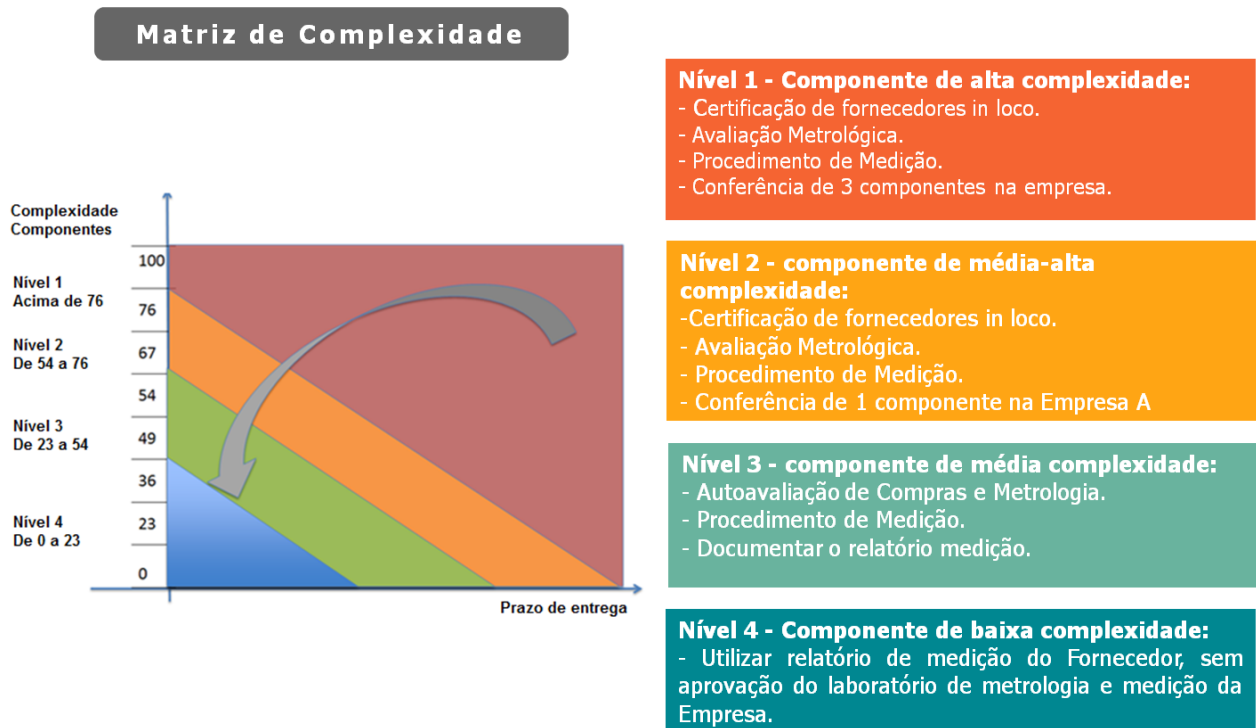 Matriz de Complexidade
Complexidade
Componentes
Nível 1
Acima de 76
Nível 2
De 54 a 76
Nível 3
De 23 a 54
Nível 4
De 0 a 23
100
76
67
54
49
36
23
0
Prazo de entrega
Nível 1 - Componente de alta complexidade:
- Certificação de fornecedores in loco.
- Avaliação Metrológica.
- Procedimento de Medição.
- Conferência de 3 componentes na empresa.
Nível 2 - componente de média-alta
complexidade:
-Certificação de fornecedores in loco.
- Avaliação Metrológica.
- Procedimento de Medição.
- Conferência de 1 componente na Empresa A
Nível 3 - componente de média complexidade:
- Autoavaliação de Compras e Metrologia.
- Procedimento de Medição.
- Documentar o relatório medição.
Nível 4 - Componente de baixa complexidade:
- Utilizar relatório de medição do Fornecedor, sem
aprovação do laboratório de metrologia e medição da
Empresa.